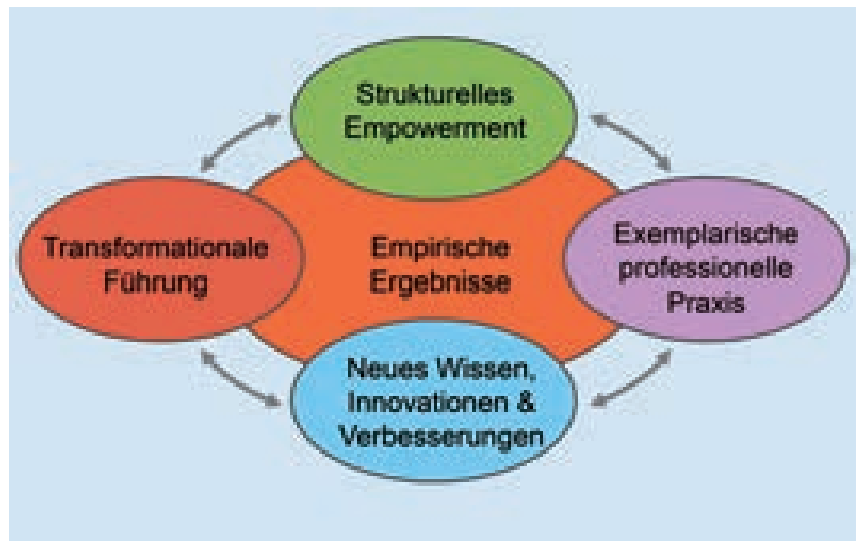 Strukturelles
Empowerment
Transformationale
Führung
Empirische
Ergebnisse
Exemplarische
professionelle
Praxis
Neues Wissen,
Innovationen &
Verbesserungen